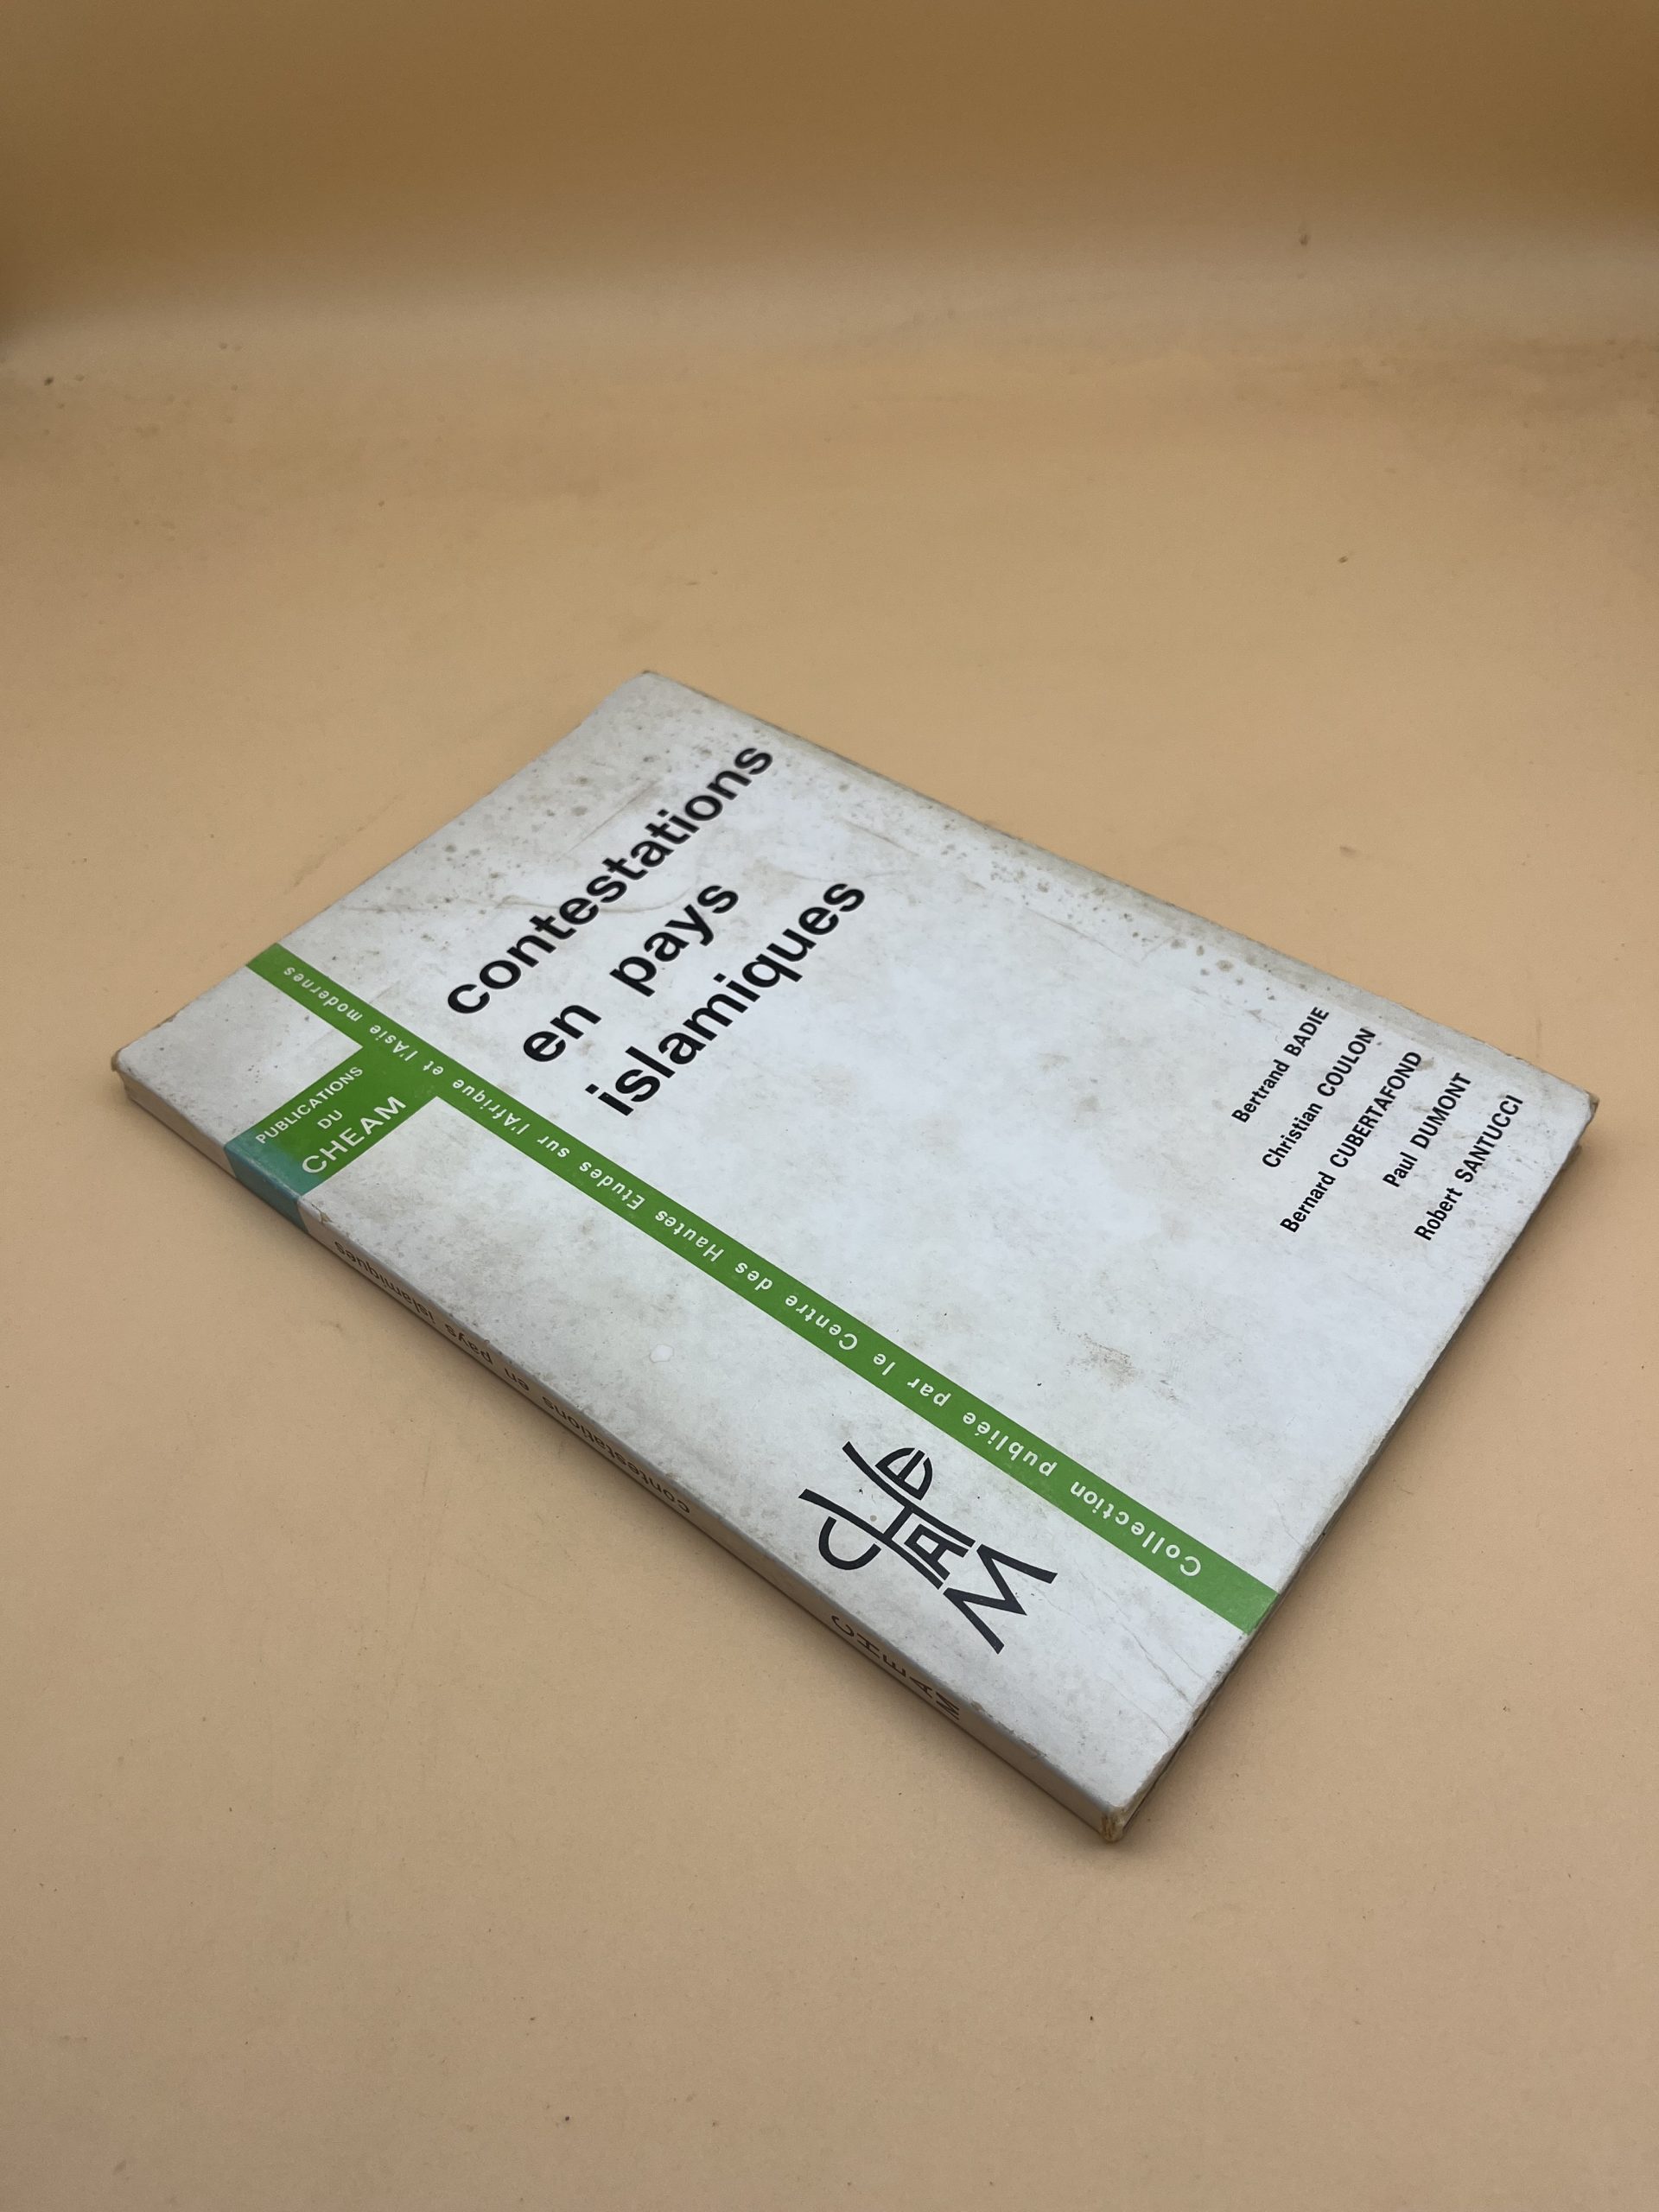 PUBLICATIONS
DU
CHEAM
contestations
en pays
islamiques
Bertrand BADIE
Christian COULON
Bernard CUBERTAFOND
Paul DUMONT
Robert SANTUCCI
Collection publiée par le Centre des Hautes Etudes sur l'Afrique et l'Asie modernes
CHEAM
CHEAM
contestations en pays islamiques